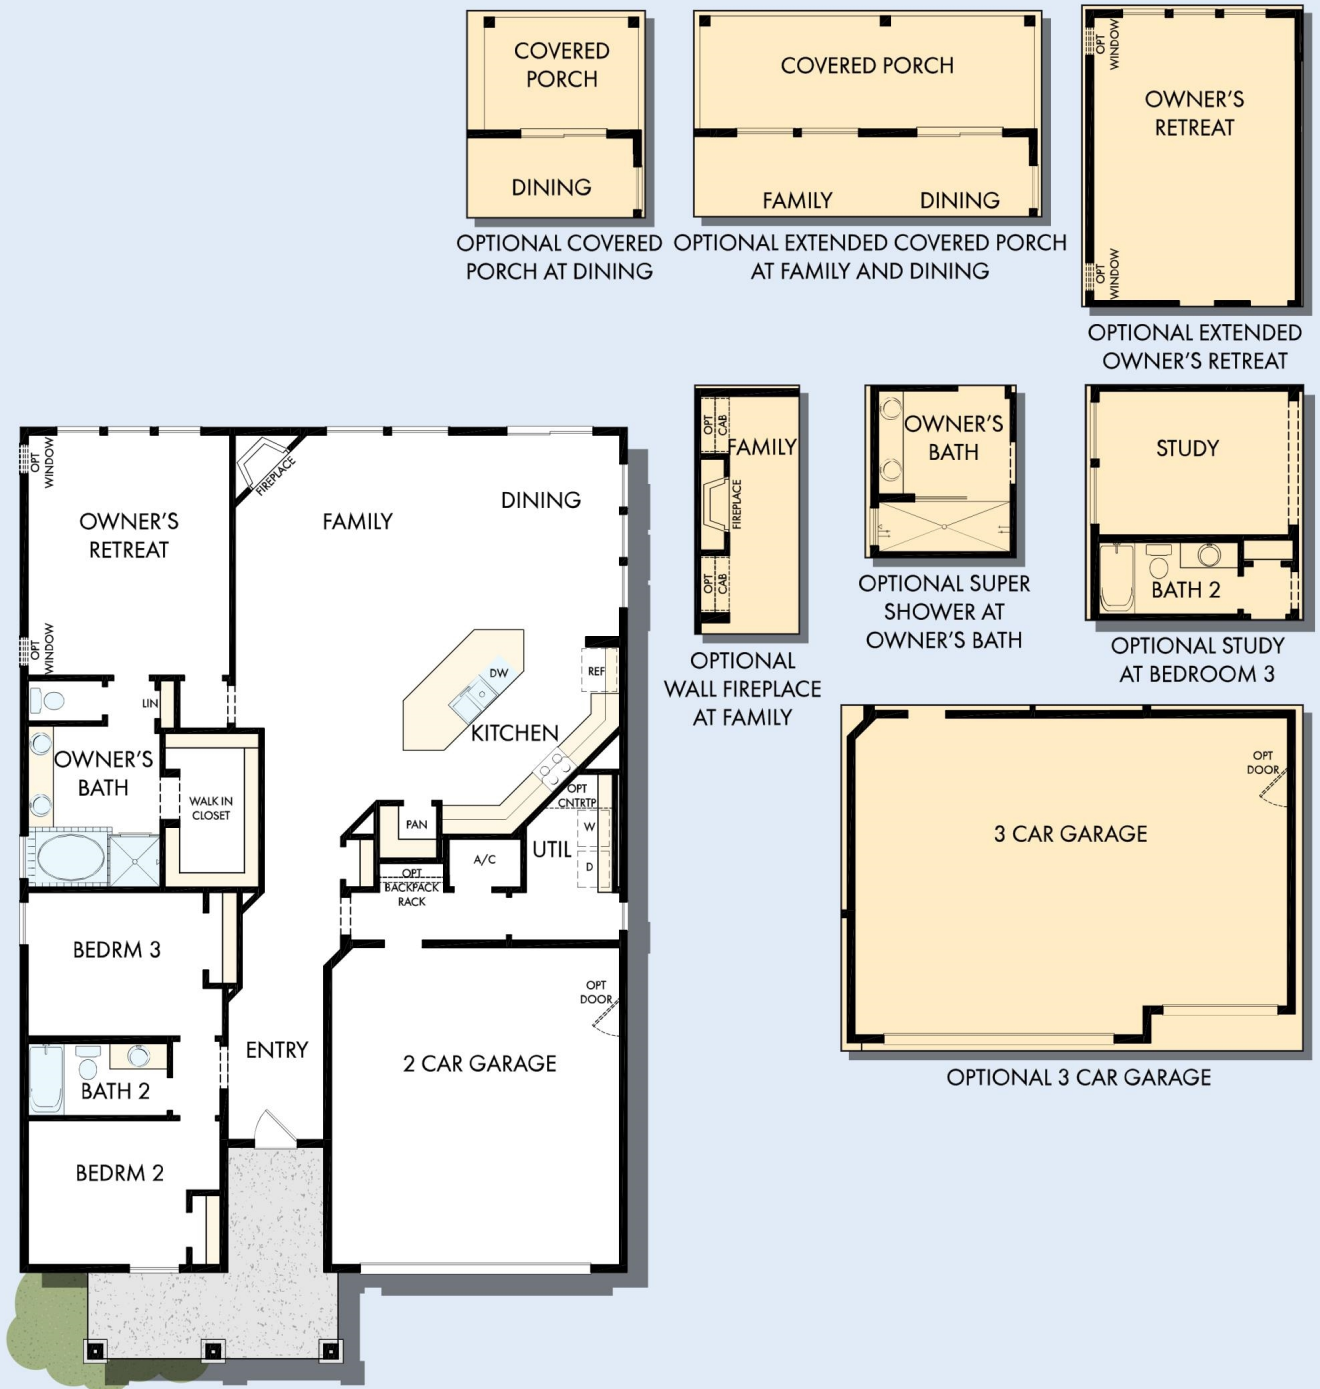 COVERED
PORCH
DINING
OPTIONAL COVERED
PORCH AT DINING
COVERED PORCH
FAMILY
DINING
OPTIONAL EXTENDED COVERED PORCH
AT FAMILY AND DINING
OPT
WINDOW
OWNER'S
RETREAT
OPT
WINDOW
OPTIONAL EXTENDED
OWNER'S RETREAT
OPT
CAB
FAMILY
FIREPLACE
OPT
CAB
OPTIONAL
WALL FIREPLACE
AT FAMILY
OWNER'S
BATH
OPTIONAL SUPER
SHOWER AT
OWNER'S BATH
STUDY
BATH 2
OPTIONAL STUDY
AT BEDROOM 3
OPT
DOOR
3 CAR GARAGE
OPTIONAL 3 CAR GARAGE
OPT
WINDOW
OWNER'S
RETREAT
OPT
WINDOW
FIREPLACE
FAMILY
DINING
LIN
DW
REF
KITCHEN
OWNER'S
BATH
WALK IN
CLOSET
OPT
CNTRTP
PAN
W
UTIL
A/C
D
OPT
BACKPACK
RACK
BEDRM 3
OPT
DOOR
ENTRY
2 CAR GARAGE
BATH 2
BEDRM 2